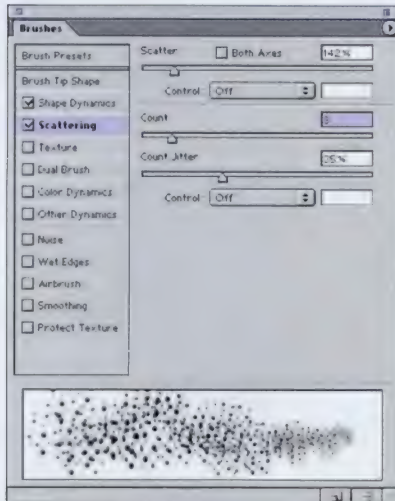 Brushes
Brush Presets
Brush Tip Shape
Shape Dynamics
Scattering
Texture
Dual Brush
Color Dynamics
Other Dynamics
Noise
Wet Edges
Airbrush
Smoothing
Protect Texture
Scatter
Both Axes
142%
Control: Off
Count
Count Jitter
Control: Off